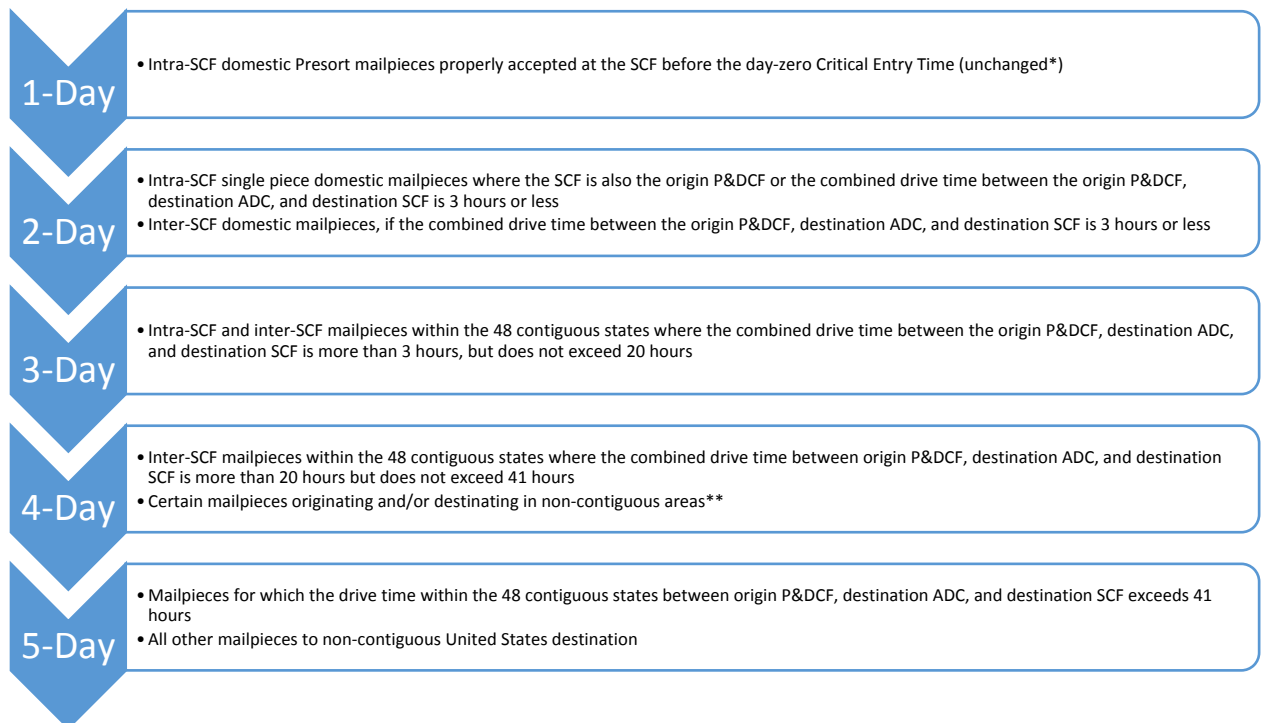 1-Day
• Intra-SCF domestic Presort mailpieces properly accepted at the SCF before the day-zero Critical Entry Time (unchanged*)
2-Day
• Intra-SCF single piece domestic mailpieces where the SCF is also the origin P&DCF or the combined drive time between the origin P&DCF,
destination ADC, and destination SCF is 3 hours or less
• Inter-SCF domestic mailpieces, if the combined drive time between the origin P&DCF, destination ADC, and destination SCF is 3 hours or less
3-Day
• Intra-SCF and inter-SCF mailpieces within the 48 contiguous states where the combined drive time between the origin P&DCF, destination ADC,
and destination SCF is more than 3 hours, but does not exceed 20 hours
4-Day
• Inter-SCF mailpieces within the 48 contiguous states where the combined drive time between origin P&DCF, destination ADC, and destination
SCF is more than 20 hours but does not exceed 41 hours
• Certain mailpieces originating and/or destinating in non-contiguous areas**
5-Day
• Mailpieces for which the drive time within the 48 contiguous states between origin P&DCF, destination ADC, and destination SCF exceeds 41
hours
• All other mailpieces to non-contiguous United States destination